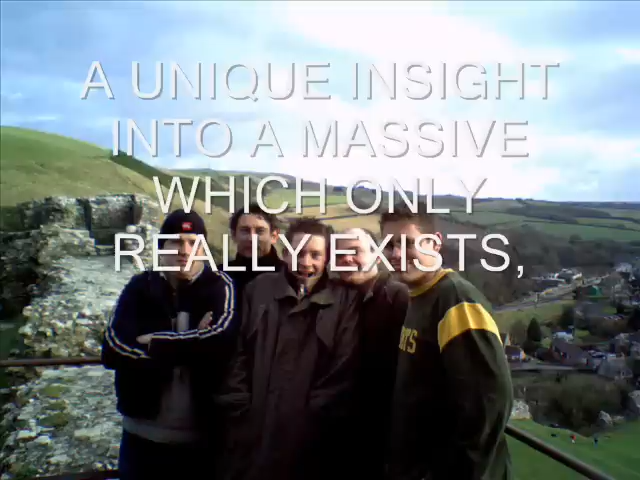 A UNIQUE INSIGHT
INTO A MASSIVE
WHICH ONLY
REALLY EXISTS,